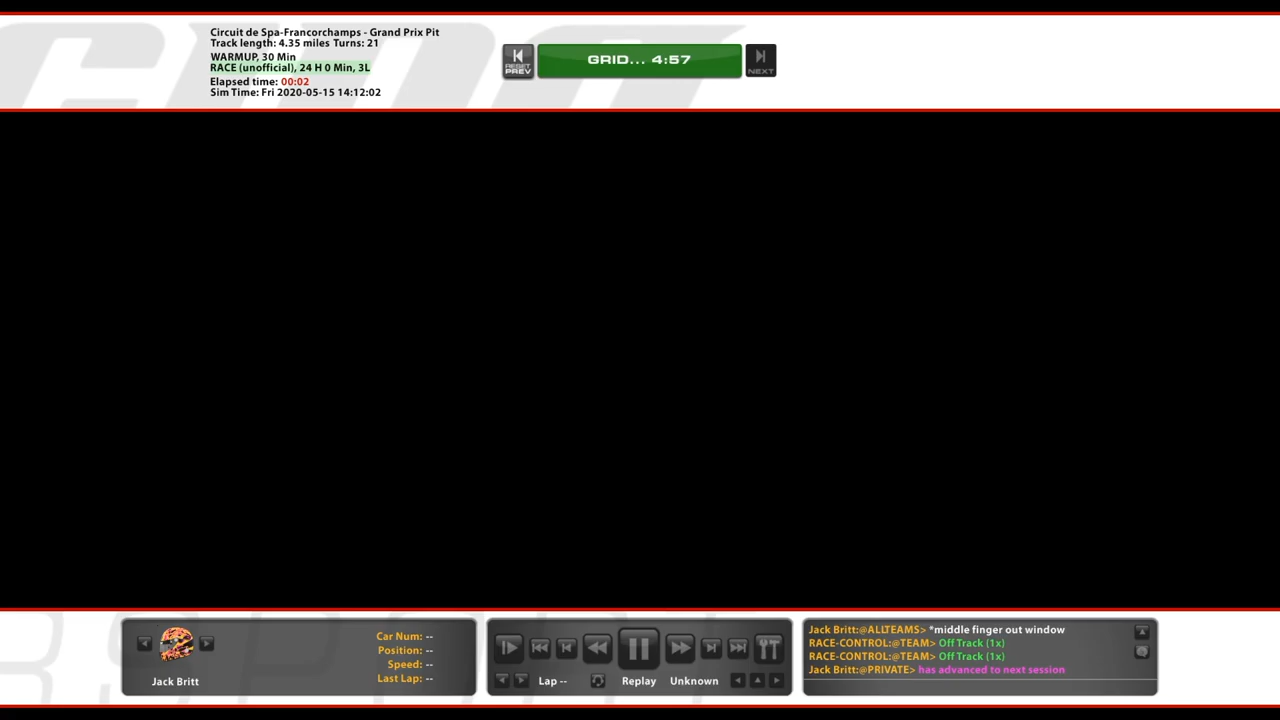 Circuit de Spa-Francorchamps - Grand Prix Pit
Track length: 4.35 miles Turns: 21
WARMUP, 30 Min
RACE (unofficial), 24 H 0 Min, 3L
Elapsed time: 00:02
Sim Time: Fri 2020-05-15 14:12:02
RESET PREV
GRID... 4:57
NEXT
Jack Britt
Car Num: --
Position: --
Speed: --
Last Lap: --
Lap --
Replay
Unknown
Jack Britt:@ALLTEAMS> *middle finger out window
RACE-CONTROL:@TEAM> Off Track (1x)
RACE-CONTROL:@TEAM> Off Track (1x)
Jack Britt:@PRIVATE> has advanced to next session